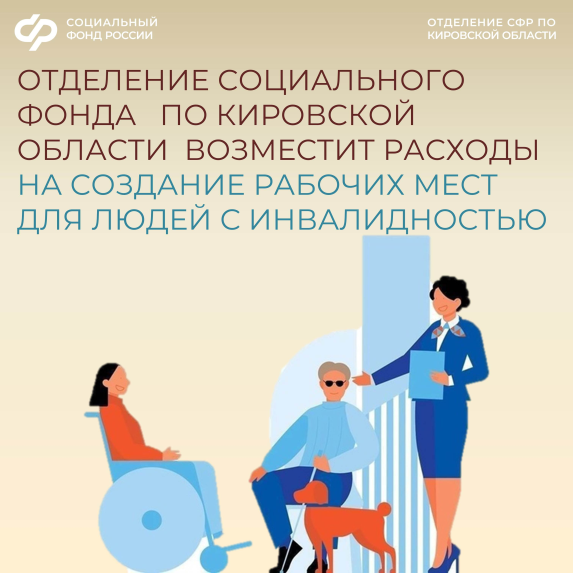 СОЦИАЛЬНЫЙ
ФОНД РОССИИ
ОТДЕЛЕНИЕ СФР ПО
КИРОВСКОЙ ОБЛАСТИ
ОТДЕЛЕНИЕ СОЦИАЛЬНОГО
ФОНДА ПО КИРОВСКОЙ
ОБЛАСТИ ВОЗМЕСТИТ РАСХОДЫ
НА СОЗДАНИЕ РАБОЧИХ МЕСТ
ДЛЯ ЛЮДЕЙ С ИНВАЛИДНОСТЬЮ